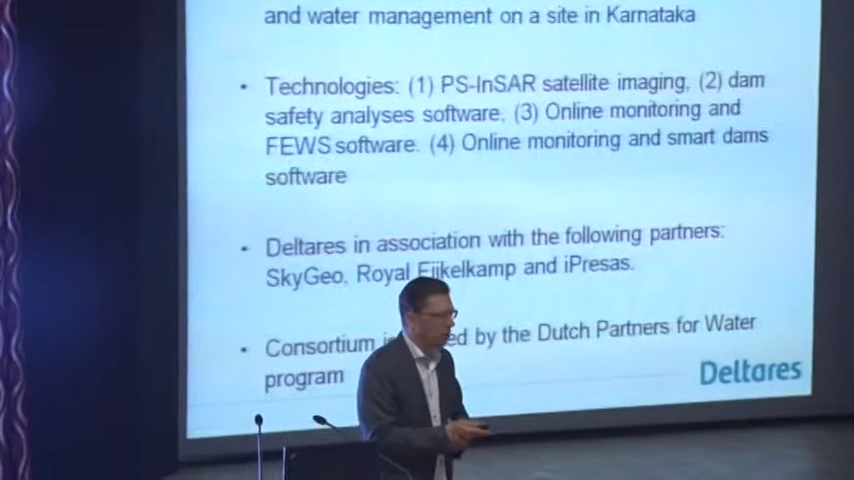 and water management on a site in Karnataka
• Technologies: (1) PS-InSAR satellite imaging, (2) dam
safety analyses software, (3) Online monitoring and
FEWS software. (4) Online monitoring and smart dams
software
• Deltares in association with the following partners:
SkyGeo, Royal Eijkelkamp and iPresas.
• Consortium by the Dutch Partners for Water
program
Deltares